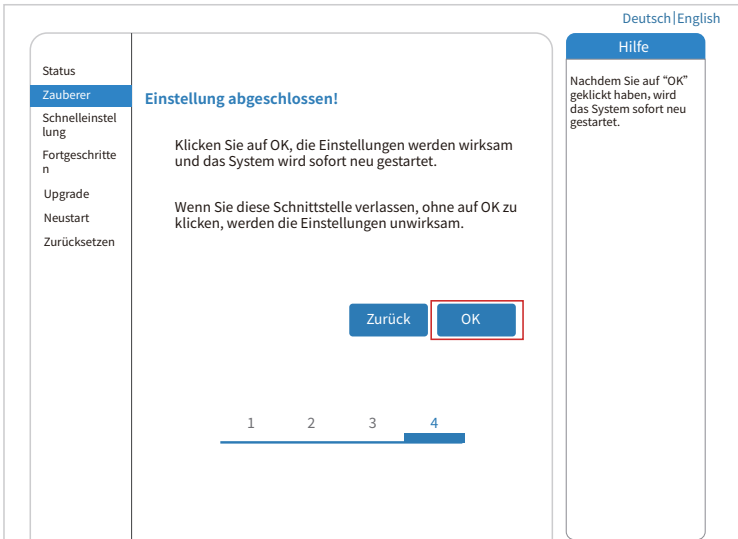 Deutsch|English
Status
Zauberer
Schnelleinstel
lung
Fortgeschritte
n
Upgrade
Neustart
Zurücksetzen
Einstellung abgeschlossen!
Klicken Sie auf OK, die Einstellungen werden wirksam
und das System wird sofort neu gestartet.
Wenn Sie diese Schnittstelle verlassen, ohne auf OK zu
klicken, werden die Einstellungen unwirksam.
Zurück OK
1 2 3 4
Hilfe
Nachdem Sie auf “OK”
geklickt haben, wird
das System sofort neu
gestartet.